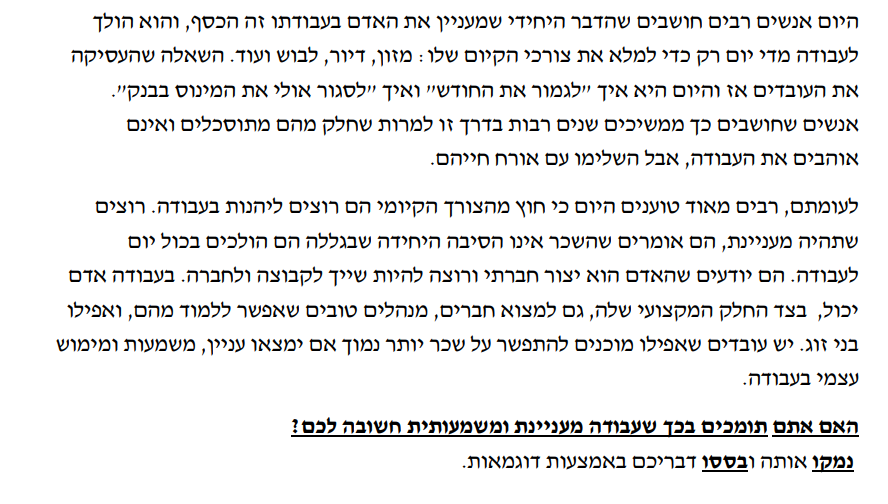 היום אנשים רבים חושבים שהדבר היחידי שמעניין את האדם בעבודתו זה הכסף, והוא הולך
לעבודה מדי יום רק כדי למלא את צורכי הקיום שלו: מזון, דיור, לבוש ועוד. השאלה שהעסיקה
את העובדים אז והיום היא איך "לגמור את החודש" ואיך "לסגור אולי את המינוס בבנק".
אנשים שחושבים כך ממשיכים שנים רבות בדרך זו למרות שחלק מהם מתוסכלים ואינם
אוהבים את העבודה, אבל השלימו עם אורח חייהם.
לעומתם, רבים מאוד טוענים היום כי חוץ מהצורך הקיומי הם רוצים ליהנות בעבודה. רוצים
שתהיה מעניינת, הם אומרים שהשכר אינו הסיבה היחידה שבגללה הם הולכים בכול יום
לעבודה. הם יודעים שהאדם הוא יצור חברתי ורוצה להיות שייך לקבוצה ולחברה. בעבודה אדם
יכול, בצד החלק המקצועי שלה, גם למצוא חברים, מנהלים טובים שאפשר ללמוד מהם, ואפילו
בני זוג. יש עובדים שאפילו מוכנים להתפשר על שכר יותר נמוך אם ימצאו עניין, משמעות ומימוש
עצמי בעבודה.
האם אתם תומכים בכך שעבודה מעניינת ומשמעותית חשובה לכם?
נמקו אותה ובססו דבריכם באמצעות דוגמאות.